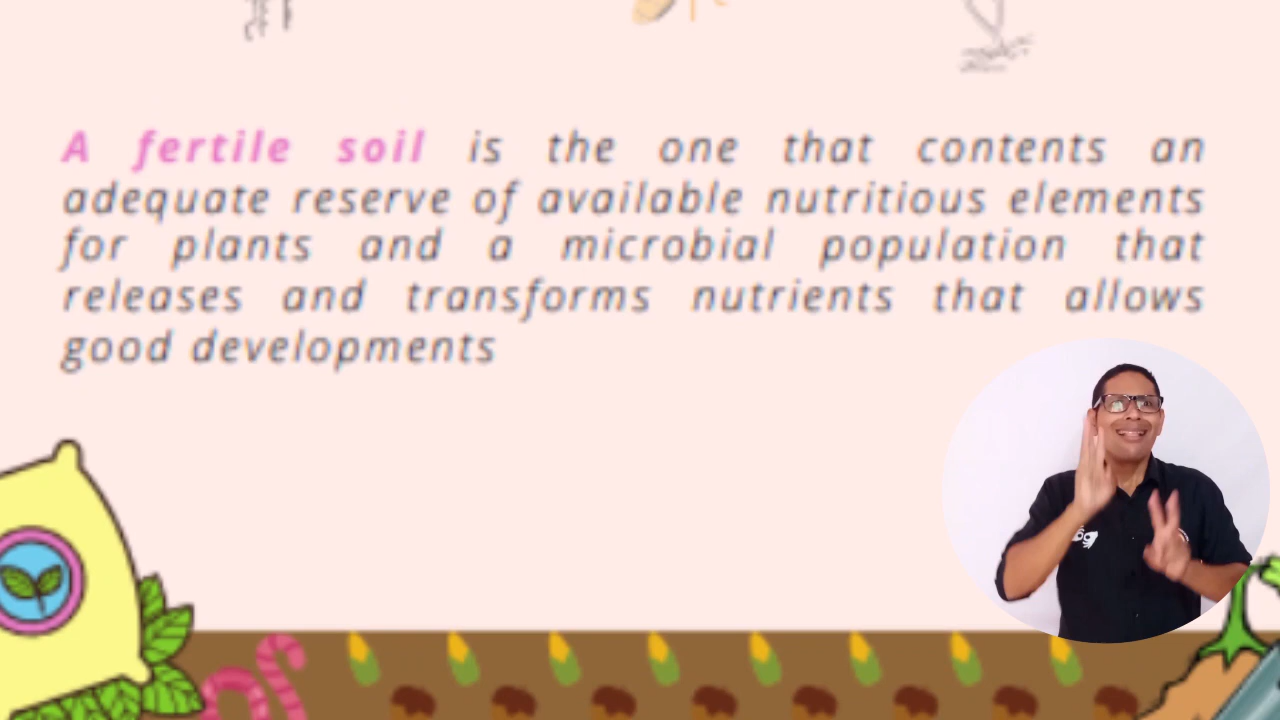 A fertile soil is the one that contents an
adequate reserve of available nutritious elements
for plants and a microbial population that
releases and transforms nutrients that allows
good developments